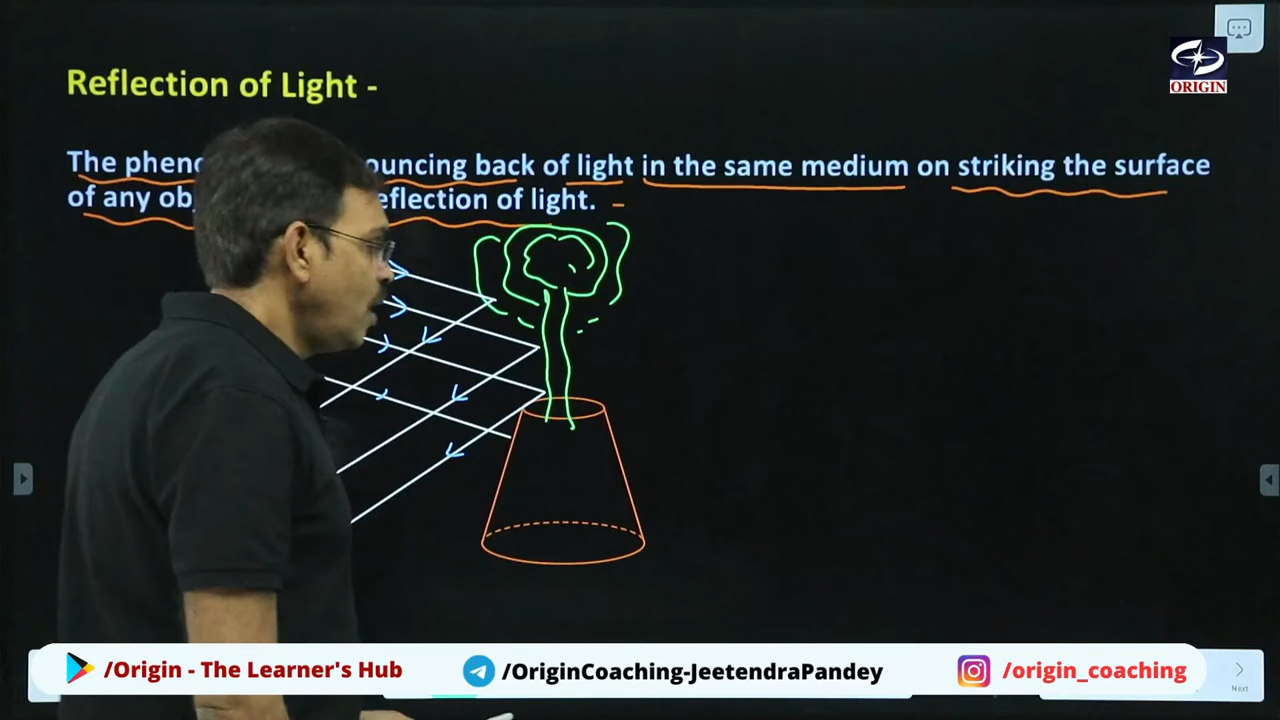 Reflection of Light -
The phen ouncing back of light in the same medium on striking the surface
of any ob eflection of light.
ORIGIN
/Origin - The Learner's Hub
/OriginCoaching-JeetendraPandey
/origin_coaching
Next